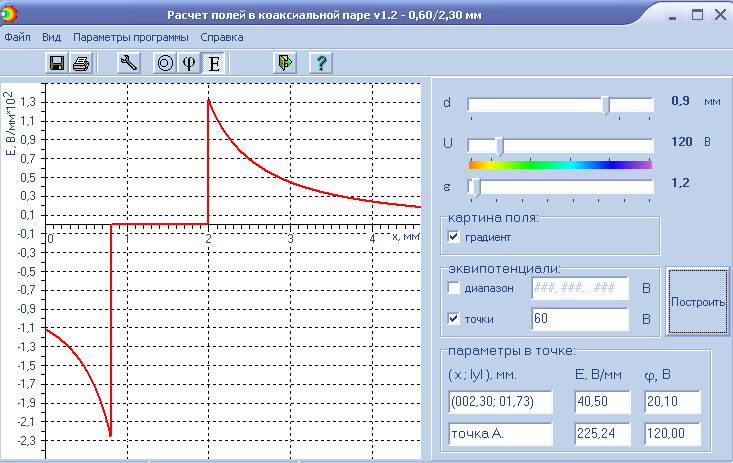 Расчет полей в коаксиальной паре v1.2 - 0,60/2,30 мм
Файл Вид Параметры программы Справка
φ E ?
E, В/мм*10^2
1,3
1,1
0,9
0,7
0,5
0,3
0,1
-0,1
-0,3
-0,5
-0,7
-0,9
-1,1
-1,3
-1,5
-1,7
-1,9
-2,1
-2,3
0 1 2 3 4 x, мм
d 0,9 мм
U 120 В
ε 1,2
картина поля:
градиент
эквипотенциали:
диапазон ###, ###,...### В
точки 60 В
Построить
параметры в точке:
( x ; |y| ), мм. E, В/мм φ, В
(002,30; 01,73) 40,50 20,10
точка А. 225,24 120,00